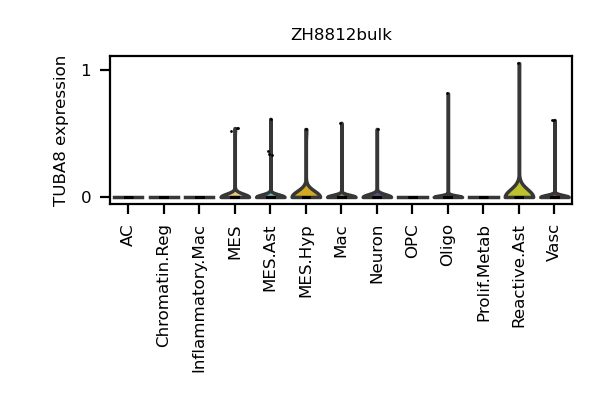 ZH8812bulk
TUBA8 expression
1
0
AC
Chromatin.Reg
Inflammatory.Mac
MES
MES.Ast
MES.Hyp
Mac
Neuron
OPC
Oligo
Prolif.Metab
Reactive.Ast
Vasc